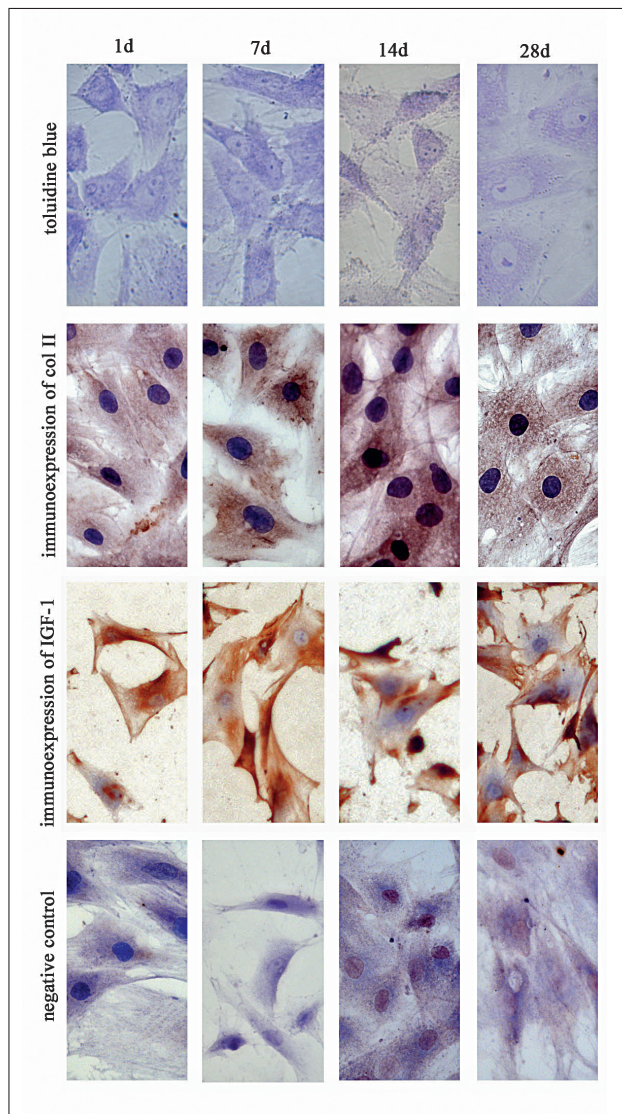 1d 7d 14d 28d
toluidine blue
immunoexpression of col II
immunoexpression of IGF-1
negative control